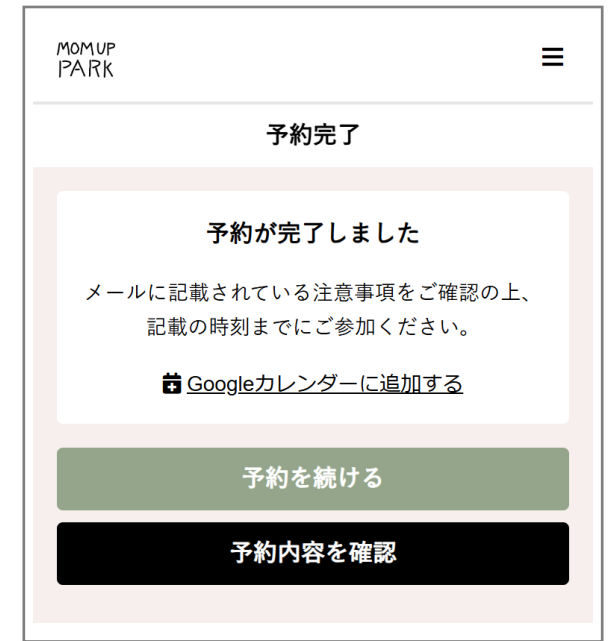 MOM UP
PARK
予約完了
予約が完了しました
メールに記載されている注意事項をご確認の上、
記載の時刻までにご参加ください。
Googleカレンダーに追加する
予約を続ける
予約内容を確認